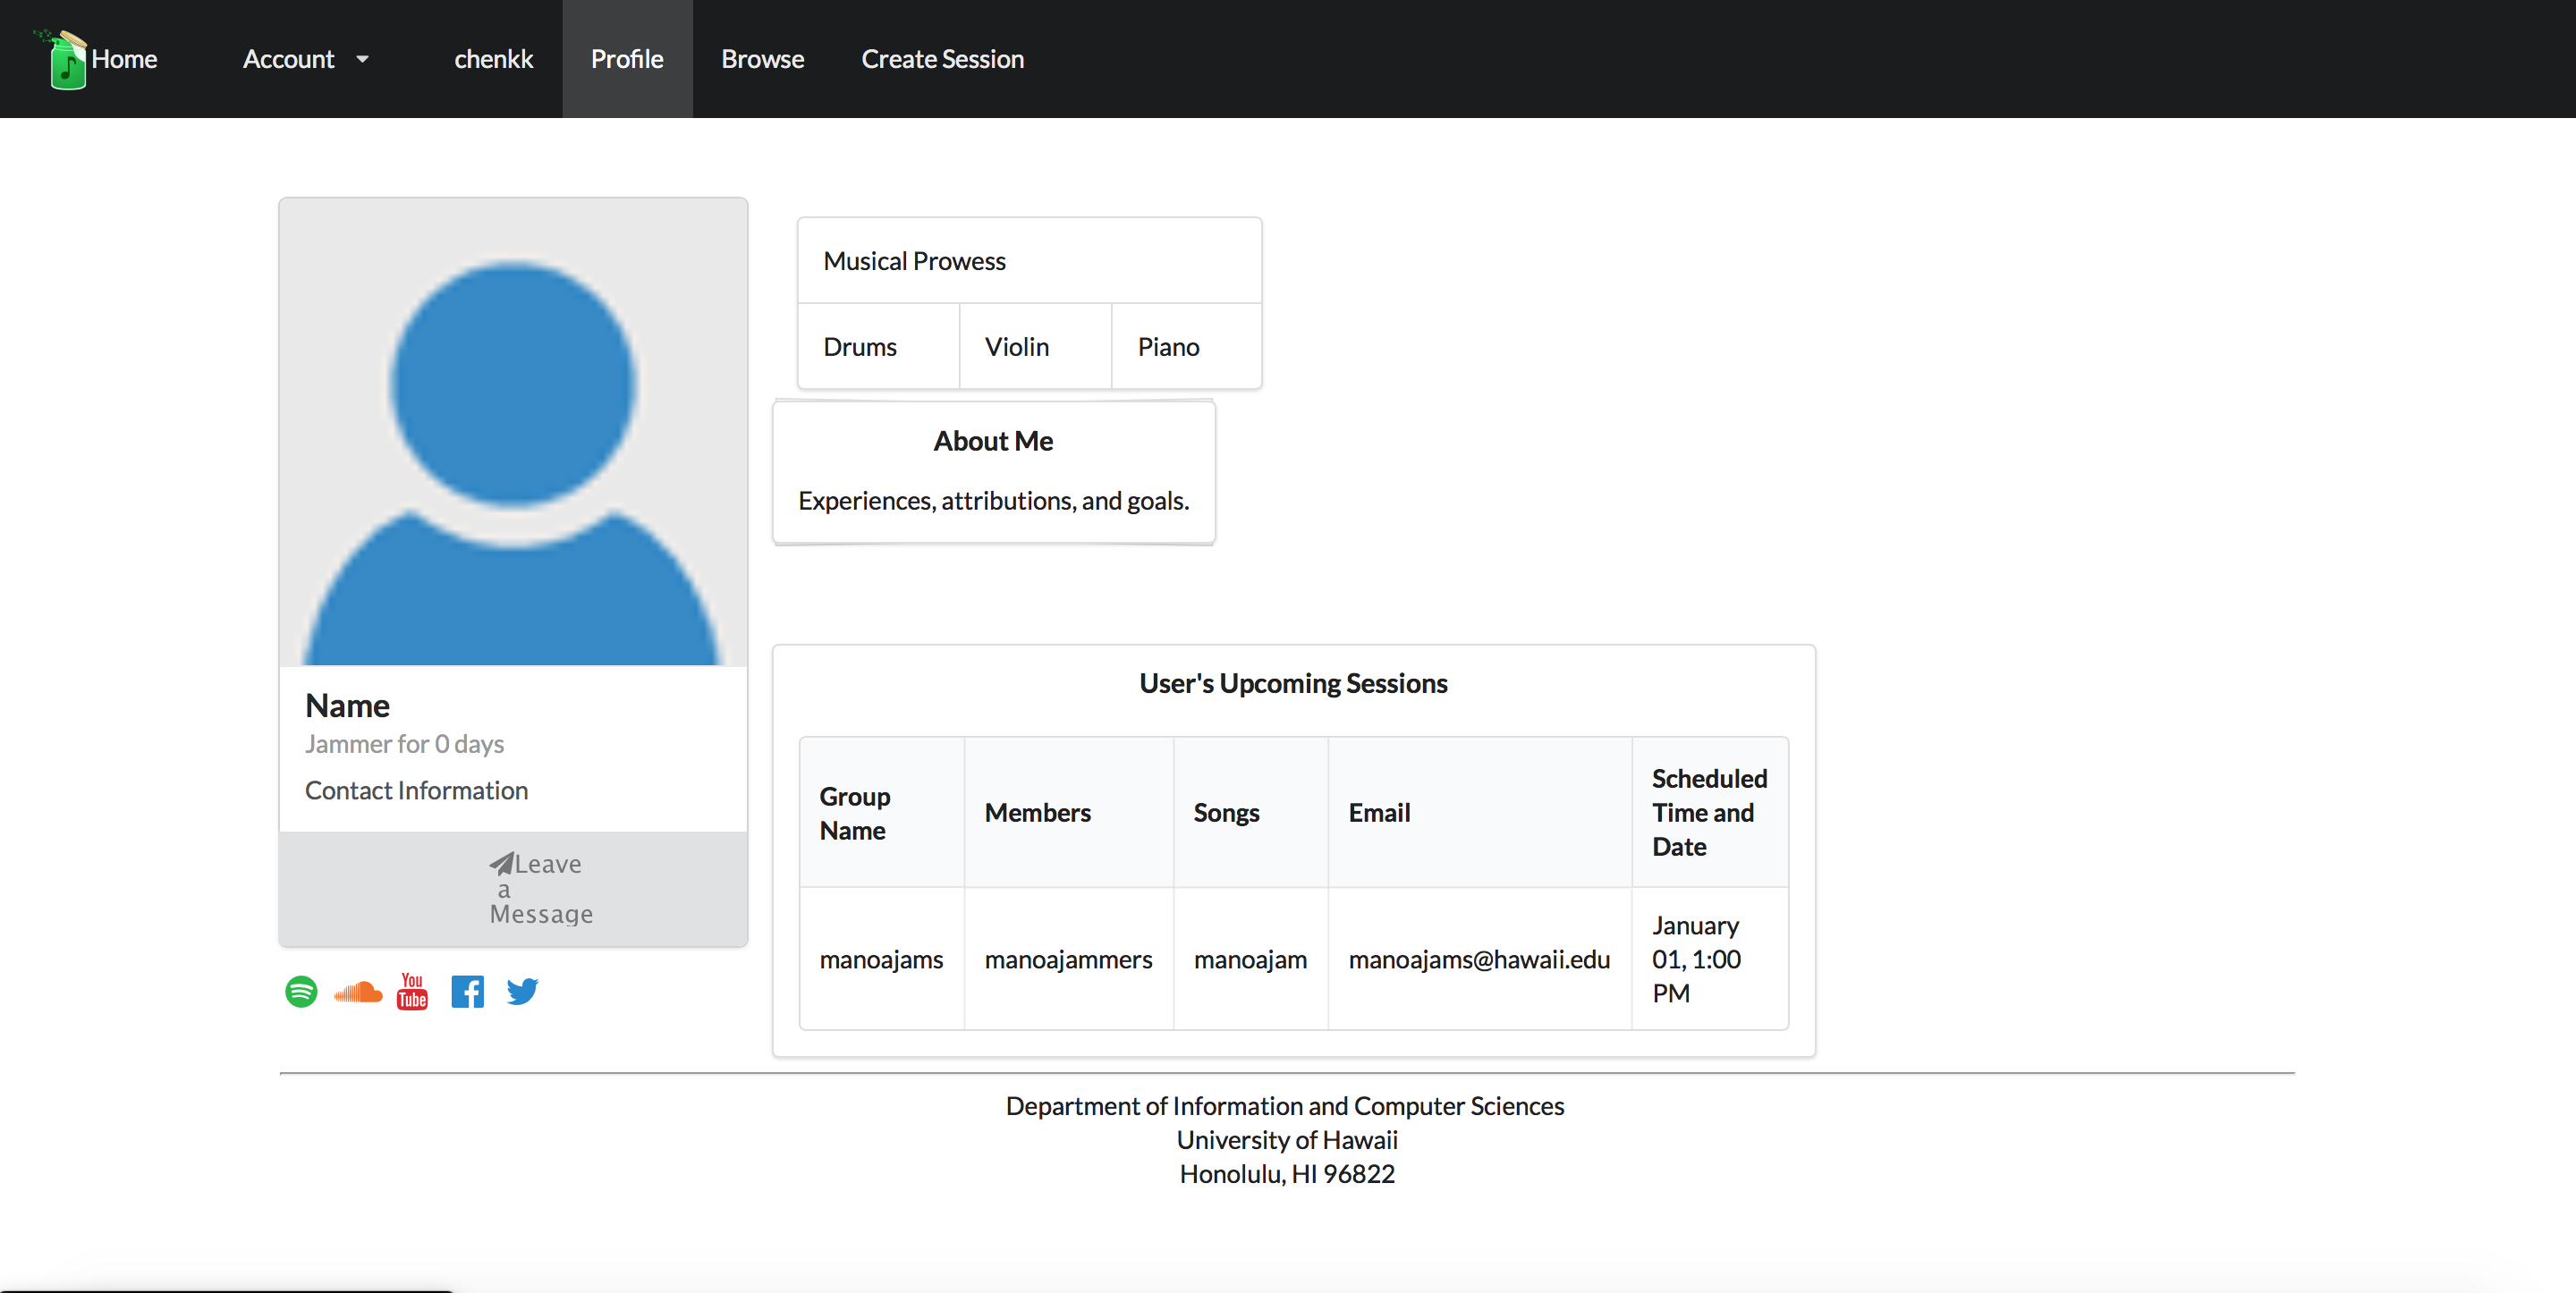 Home Account chenkk Profile Browse Create Session
Musical Prowess
Drums Violin Piano
About Me
Experiences, attributions, and goals.
Name
Jammer for 0 days
Contact Information
Leave
a
Message
You
Tube
User's Upcoming Sessions
Group
Name
Members
Songs
Email
Scheduled
Time and
Date
manoajams
manoajammers
manoajam
manoajams@hawaii.edu
January
01, 1:00
PM
Department of Information and Computer Sciences
University of Hawaii
Honolulu, HI 96822